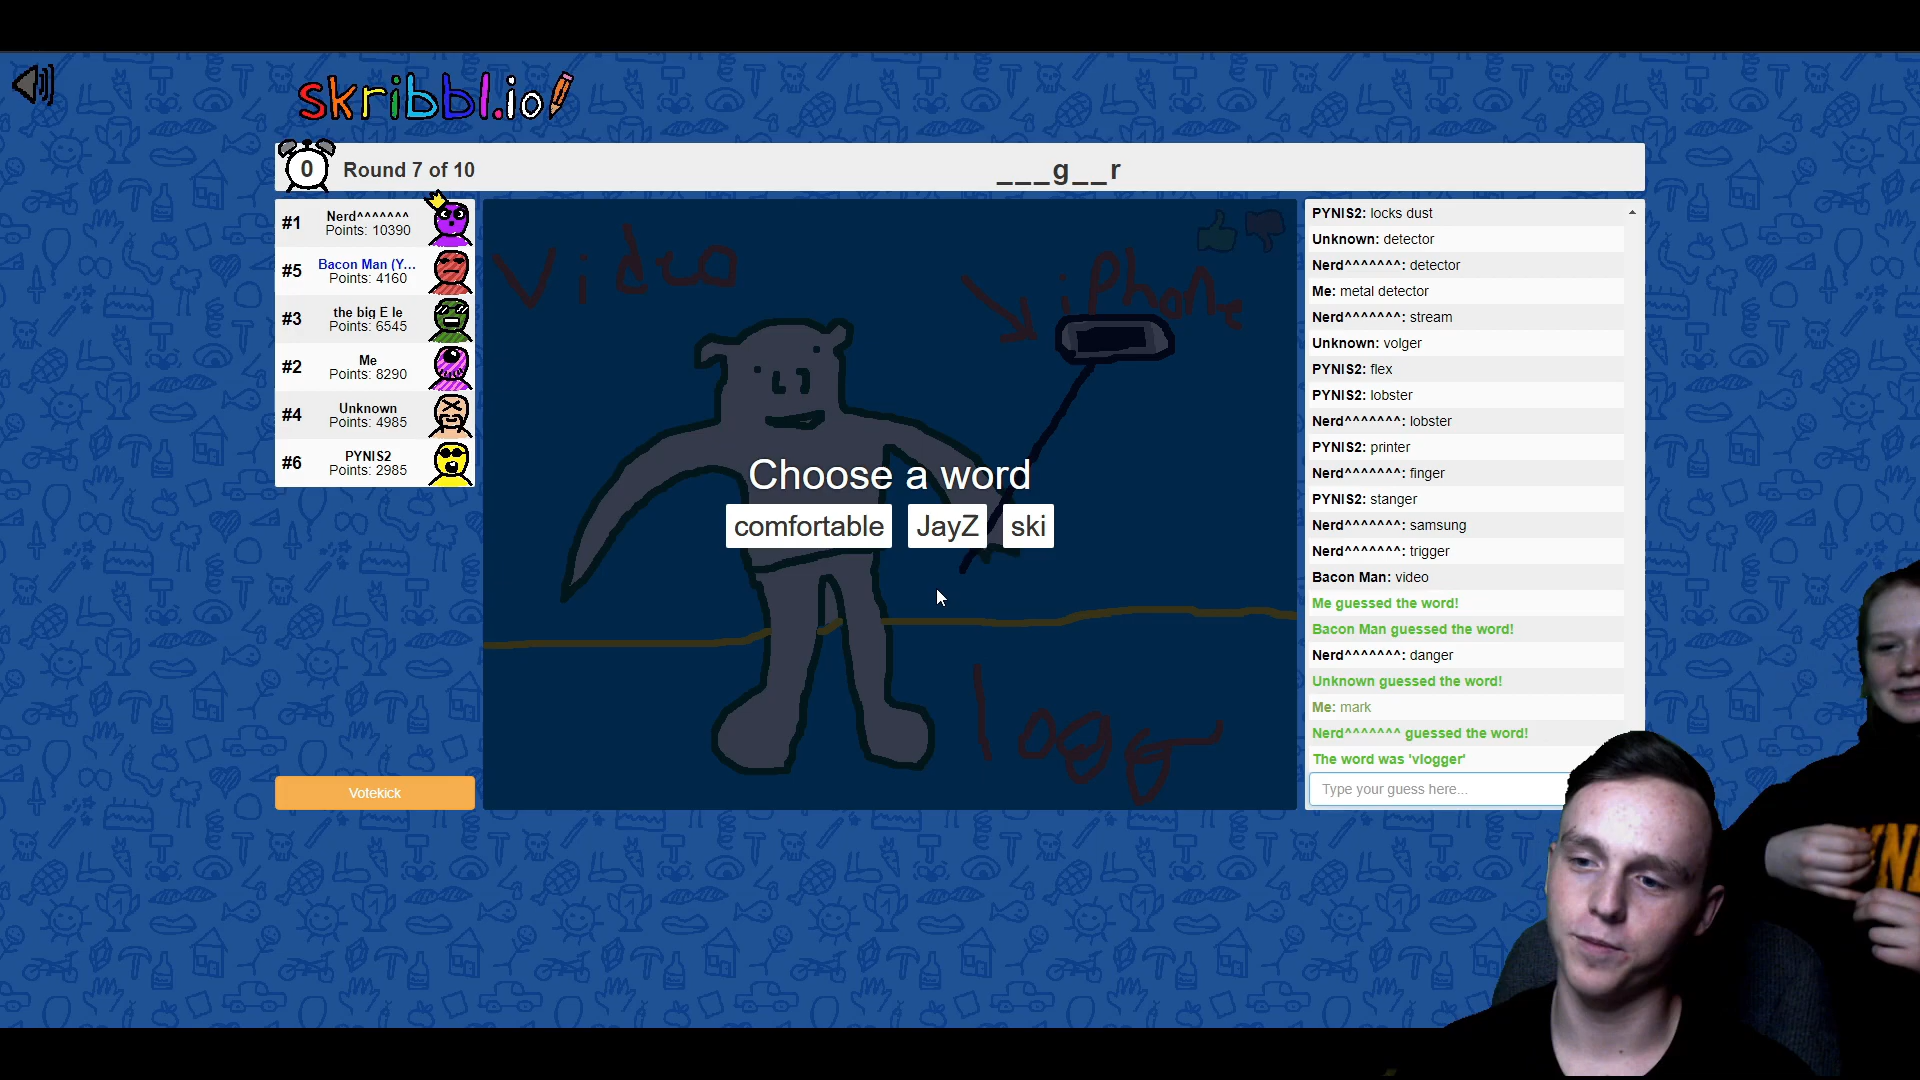 skribbl.io
0
Round 7 of 10
___g__r
#1
Nerd^^^^^^^
Points: 10390
#5
Bacon Man (Y...
Points: 4160
#3
the big E le
Points: 6545
#2
Me
Points: 8290
#4
Unknown
Points: 4985
#6
PYNIS2
Points: 2985
Votekick
Video
iphone
Choose a word
comfortable JayZ ski
logg
PYNIS2: locks dust
Unknown: detector
Nerd^^^^^^^: detector
Me: metal detector
Nerd^^^^^^^: stream
Unknown: volger
PYNIS2: flex
PYNIS2: lobster
Nerd^^^^^^^: lobster
PYNIS2: printer
Nerd^^^^^^^: finger
PYNIS2: stanger
Nerd^^^^^^^: samsung
Nerd^^^^^^^: trigger
Bacon Man: video
Me guessed the word!
Bacon Man guessed the word!
Nerd^^^^^^^: danger
Unknown guessed the word!
Me: mark
Nerd^^^^^^^ guessed the word!
The word was 'vlogger'
Type your guess here...